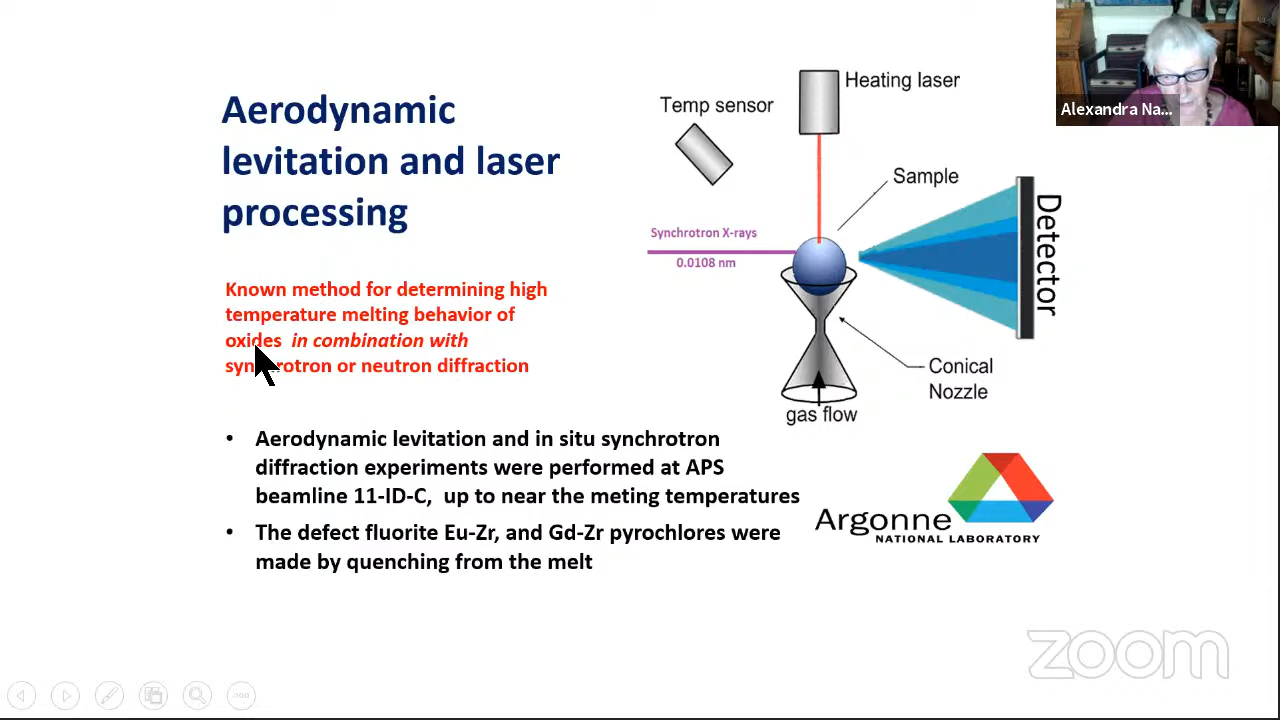 Aerodynamic
levitation and laser
processing
Known method for determining high
temperature melting behavior of
oxides in combination with
synchrotron or neutron diffraction
Temp sensor
Heating laser
Sample
Synchrotron X-rays
0.0108 nm
Detector
Conical
Nozzle
gas flow
• Aerodynamic levitation and in situ synchrotron
diffraction experiments were performed at APS
beamline 11-ID-C, up to near the meting temperatures
• The defect fluorite Eu-Zr, and Gd-Zr pyrochlores were
made by quenching from the melt
Argonne
NATIONAL LABORATORY
Alexandra Na...
zoom